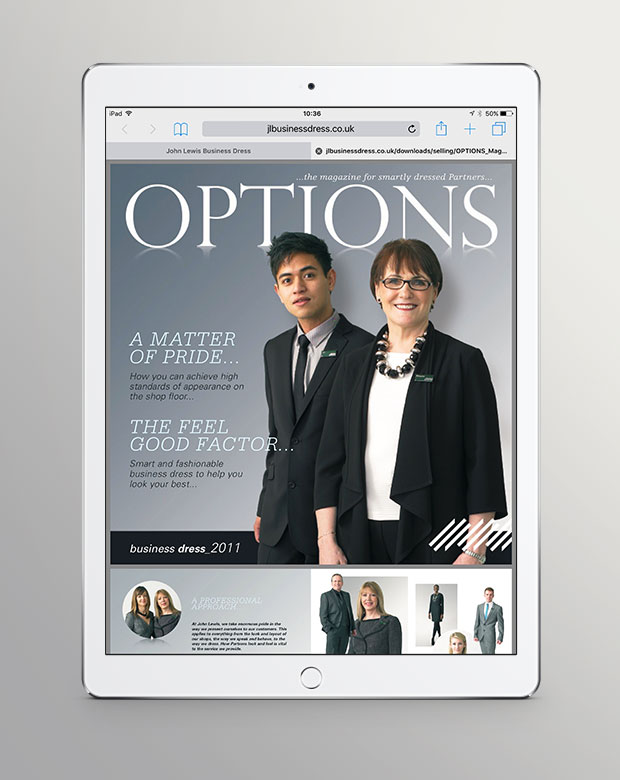 iPad
10:36
50%
jlbusinessdress.co.uk
John Lewis Business Dress
jlbusinessdress.co.uk/downloads/selling/OPTIONS_Mag...
...the magazine for smartly dressed Partners...
OPTIONS
A MATTER
OF PRIDE...
How you can achieve high
standards of appearance on
the shop floor...
THE FEEL
GOOD FACTOR...
Smart and fashionable
business dress to help you
look your best...
business dress_2011
A PROFESSIONAL
APPROACH
At John Lewis, we take enormous pride in the
way we present ourselves to our customers. This
applies to everything from the look and layout of
our shops, the way we speak and behave, to the
way we dress. How Partners look and feel is vital
to the service we provide.